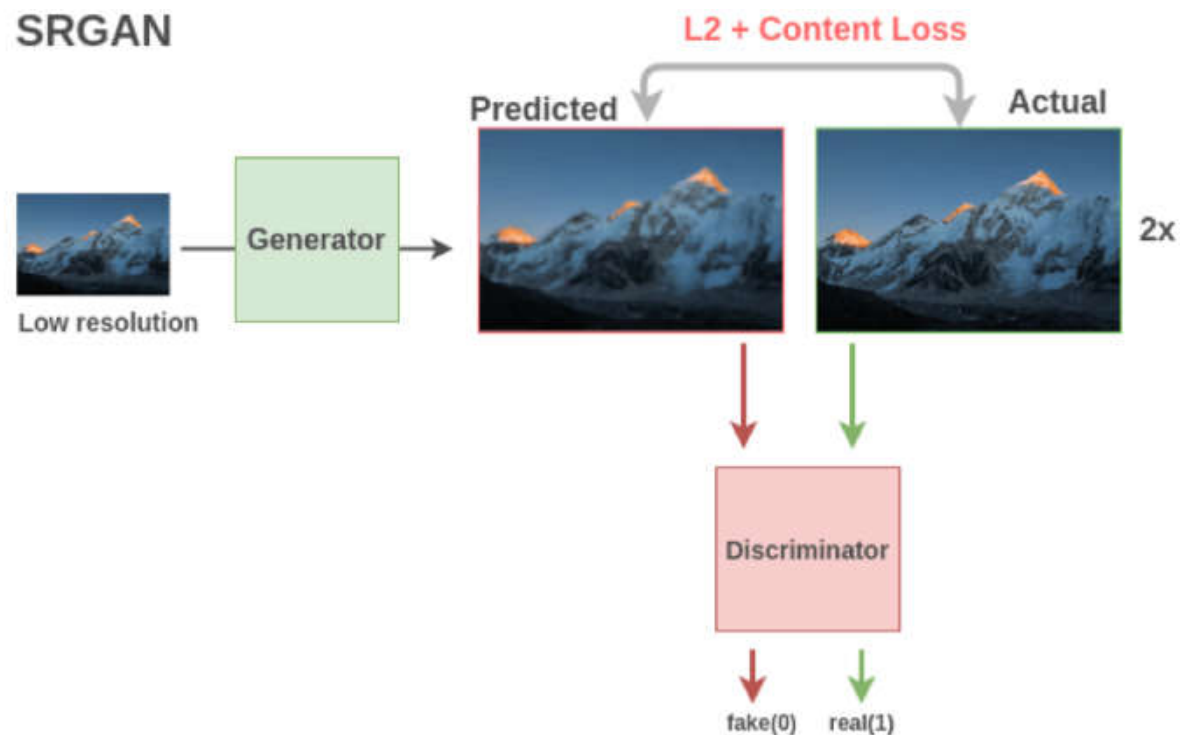 SRGAN
L2 + Content Loss
Predicted
Actual
Generator
2x
Low resolution
Discriminator
fake(0)
real(1)